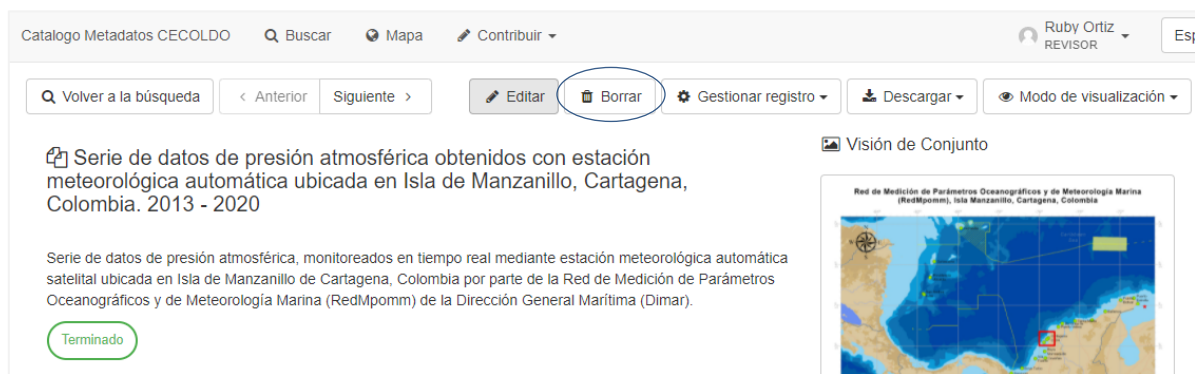 Catalogo Metadatos CECOLDO Buscar Mapa Contribuir Ruby Ortiz
REVISOR Esp
Volver a la búsqueda < Anterior Siguiente > Editar Borrar Gestionar registro Descargar Modo de visualización
Serie de datos de presión atmosférica obtenidos con estación
meteorológica automática ubicada en Isla de Manzanillo, Cartagena,
Colombia. 2013 - 2020
Serie de datos de presión atmosférica, monitoreados en tiempo real mediante estación meteorológica automática
satelital ubicada en Isla de Manzanillo de Cartagena, Colombia por parte de la Red de Medición de Parámetros
Oceanográficos y de Meteorología Marina (RedMpomm) de la Dirección General Marítima (Dimar).
Terminado
Visión de Conjunto
Red de Medición de Parámetros Oceanográficos y de Meteorología Marina
(RedMpomm), Isla Manzanillo, Cartagena, Colombia